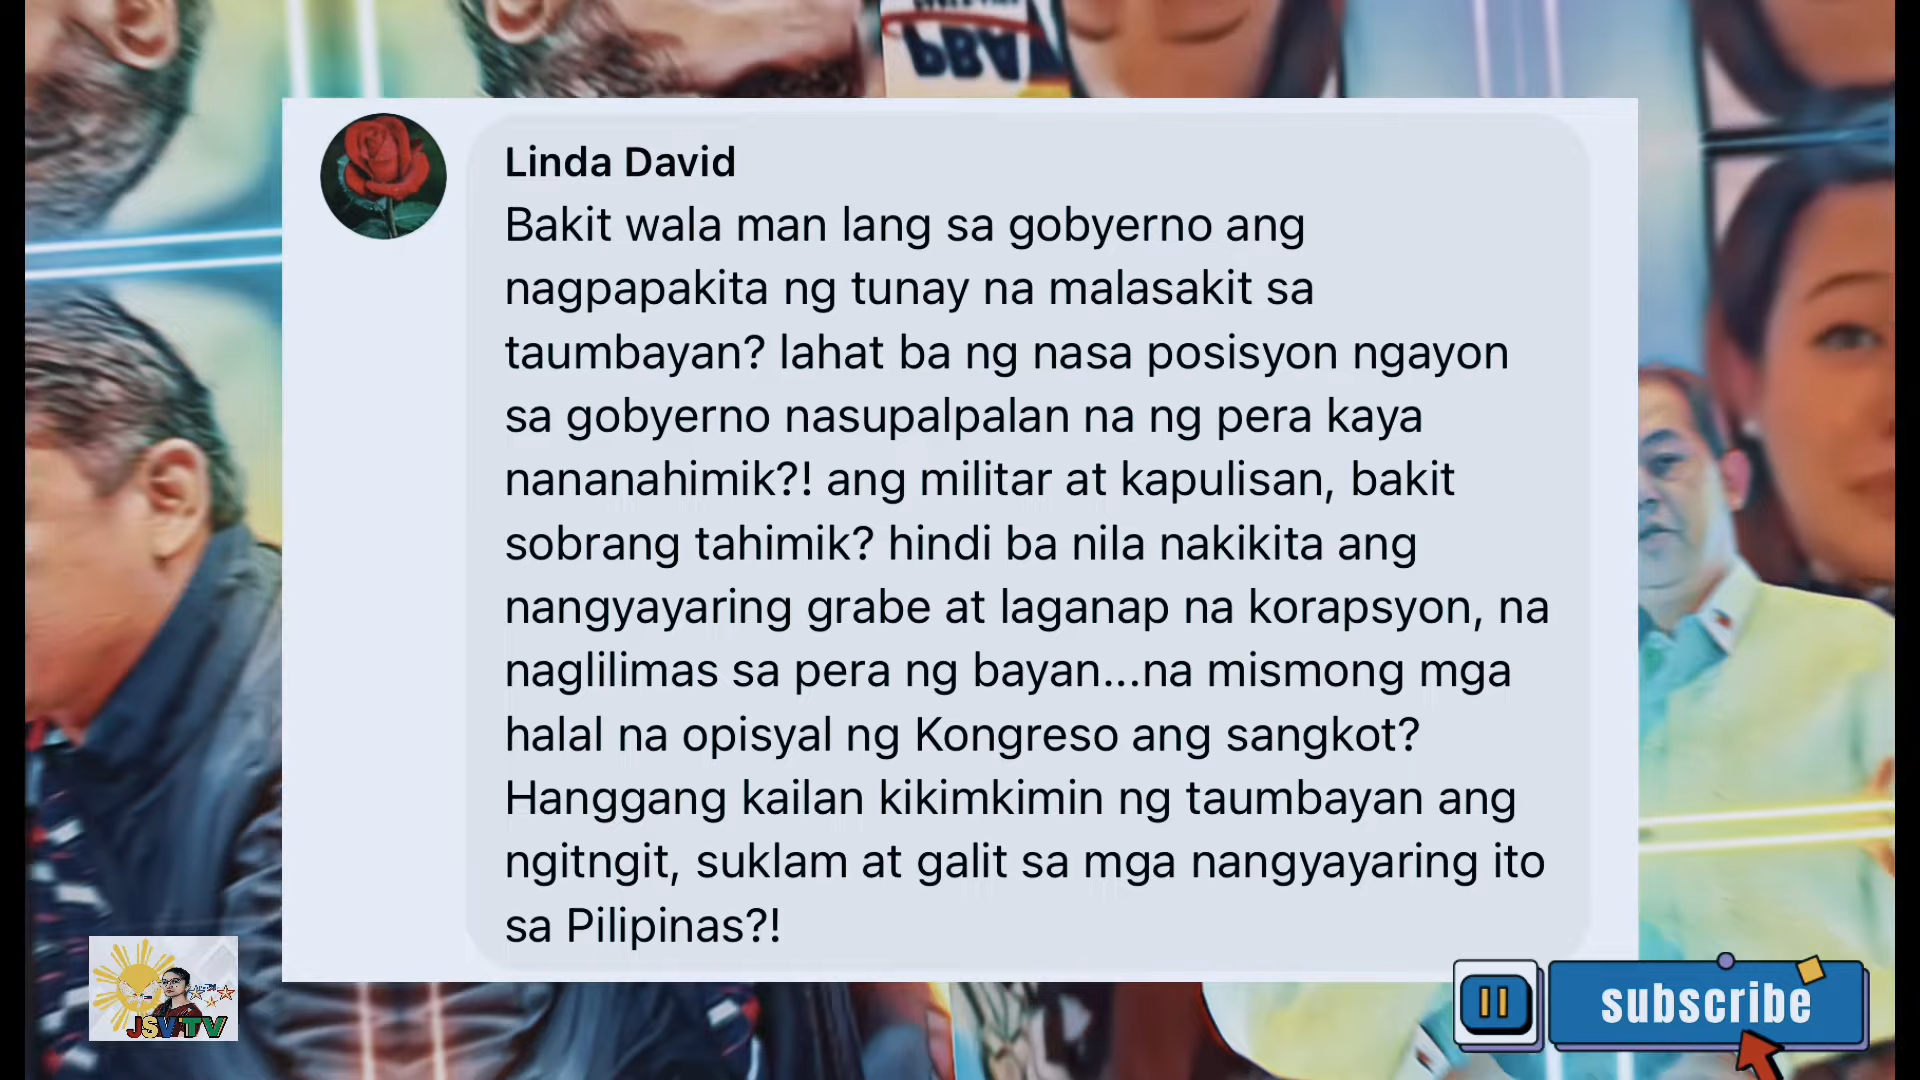 Linda David
Bakit wala man lang sa gobyerno ang
nagpapakita ng tunay na malasakit sa
taumbayan? lahat ba ng nasa posisyon ngayon
sa gobyerno nasupalpalan na ng pera kaya
nananahimik?! ang militar at kapulisan, bakit
sobrang tahimik? hindi ba nila nakikita ang
nangyayaring grabe at laganap na korapsyon, na
naglilimas sa pera ng bayan...na mismong mga
halal na opisyal ng Kongreso ang sangkot?
Hanggang kailan kikimkimin ng taumbayan ang
ngitngit, suklam at galit sa mga nangyayaring ito
sa Pilipinas?!
JSV TV
subscribe